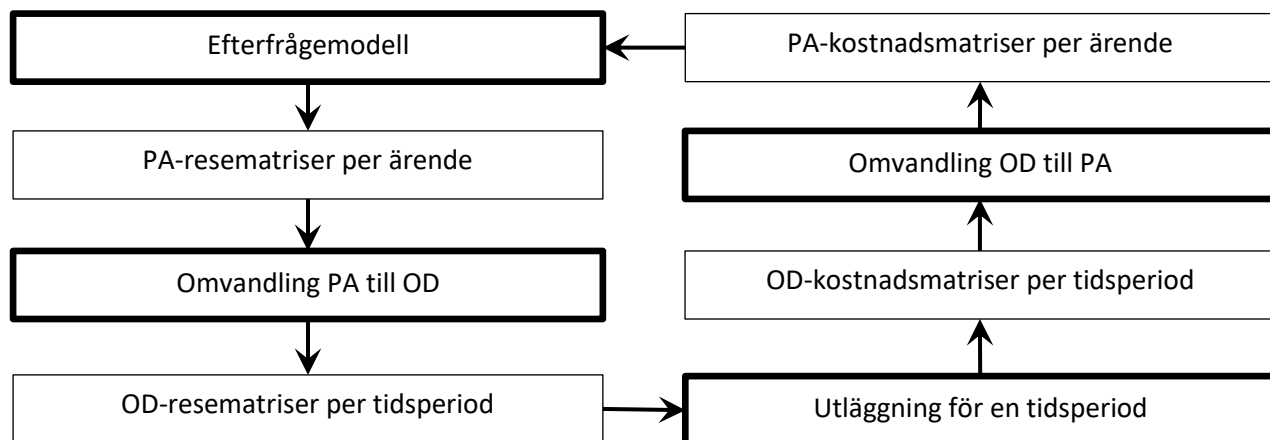 Efterfrågemodell
PA-resematriser per ärende
Omvandling PA till OD
OD-resematriser per tidsperiod
PA-kostnadsmatriser per ärende
Omvandling OD till PA
OD-kostnadsmatriser per tidsperiod
Utläggning för en tidsperiod